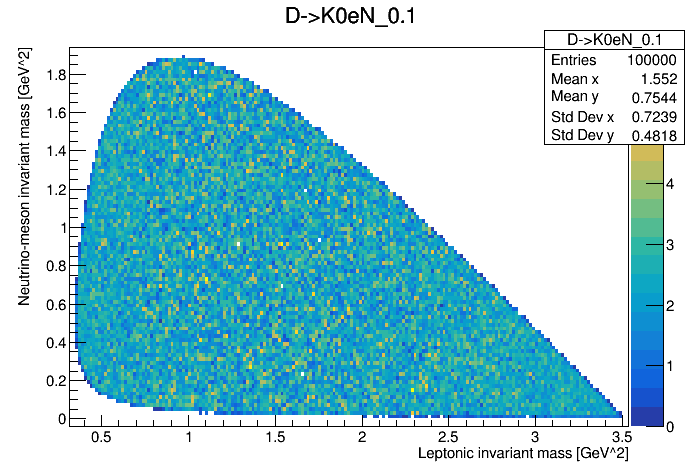 D->K0eN_0.1
D->K0eN_0.1
Entries 100000
Mean x 1.552
Mean y 0.7544
Std Dev x 0.7239
Std Dev y 0.4818
Neutrino-meson invariant mass [GeV^2]
1.8
1.6
1.4
1.2
1
0.8
0.6
0.4
0.2
0
4
3
2
1
0
0.5 1 1.5 2 2.5 3 3.5
Leptonic invariant mass [GeV^2]